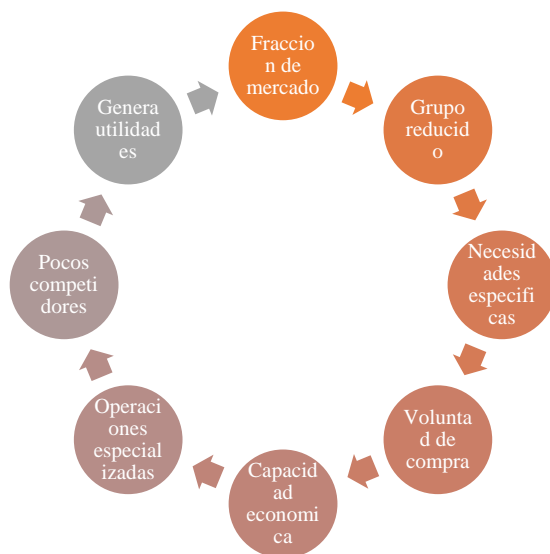 Fraccio
n de
mercado
Grupo
reducid
o
Necesid
ades
especifi
cas
Volunta
d de
compra
Capacid
ad
economi
ca
Operaci
ones
especial
izadas
Pocos
competi
dores
Genera
utilidad
es